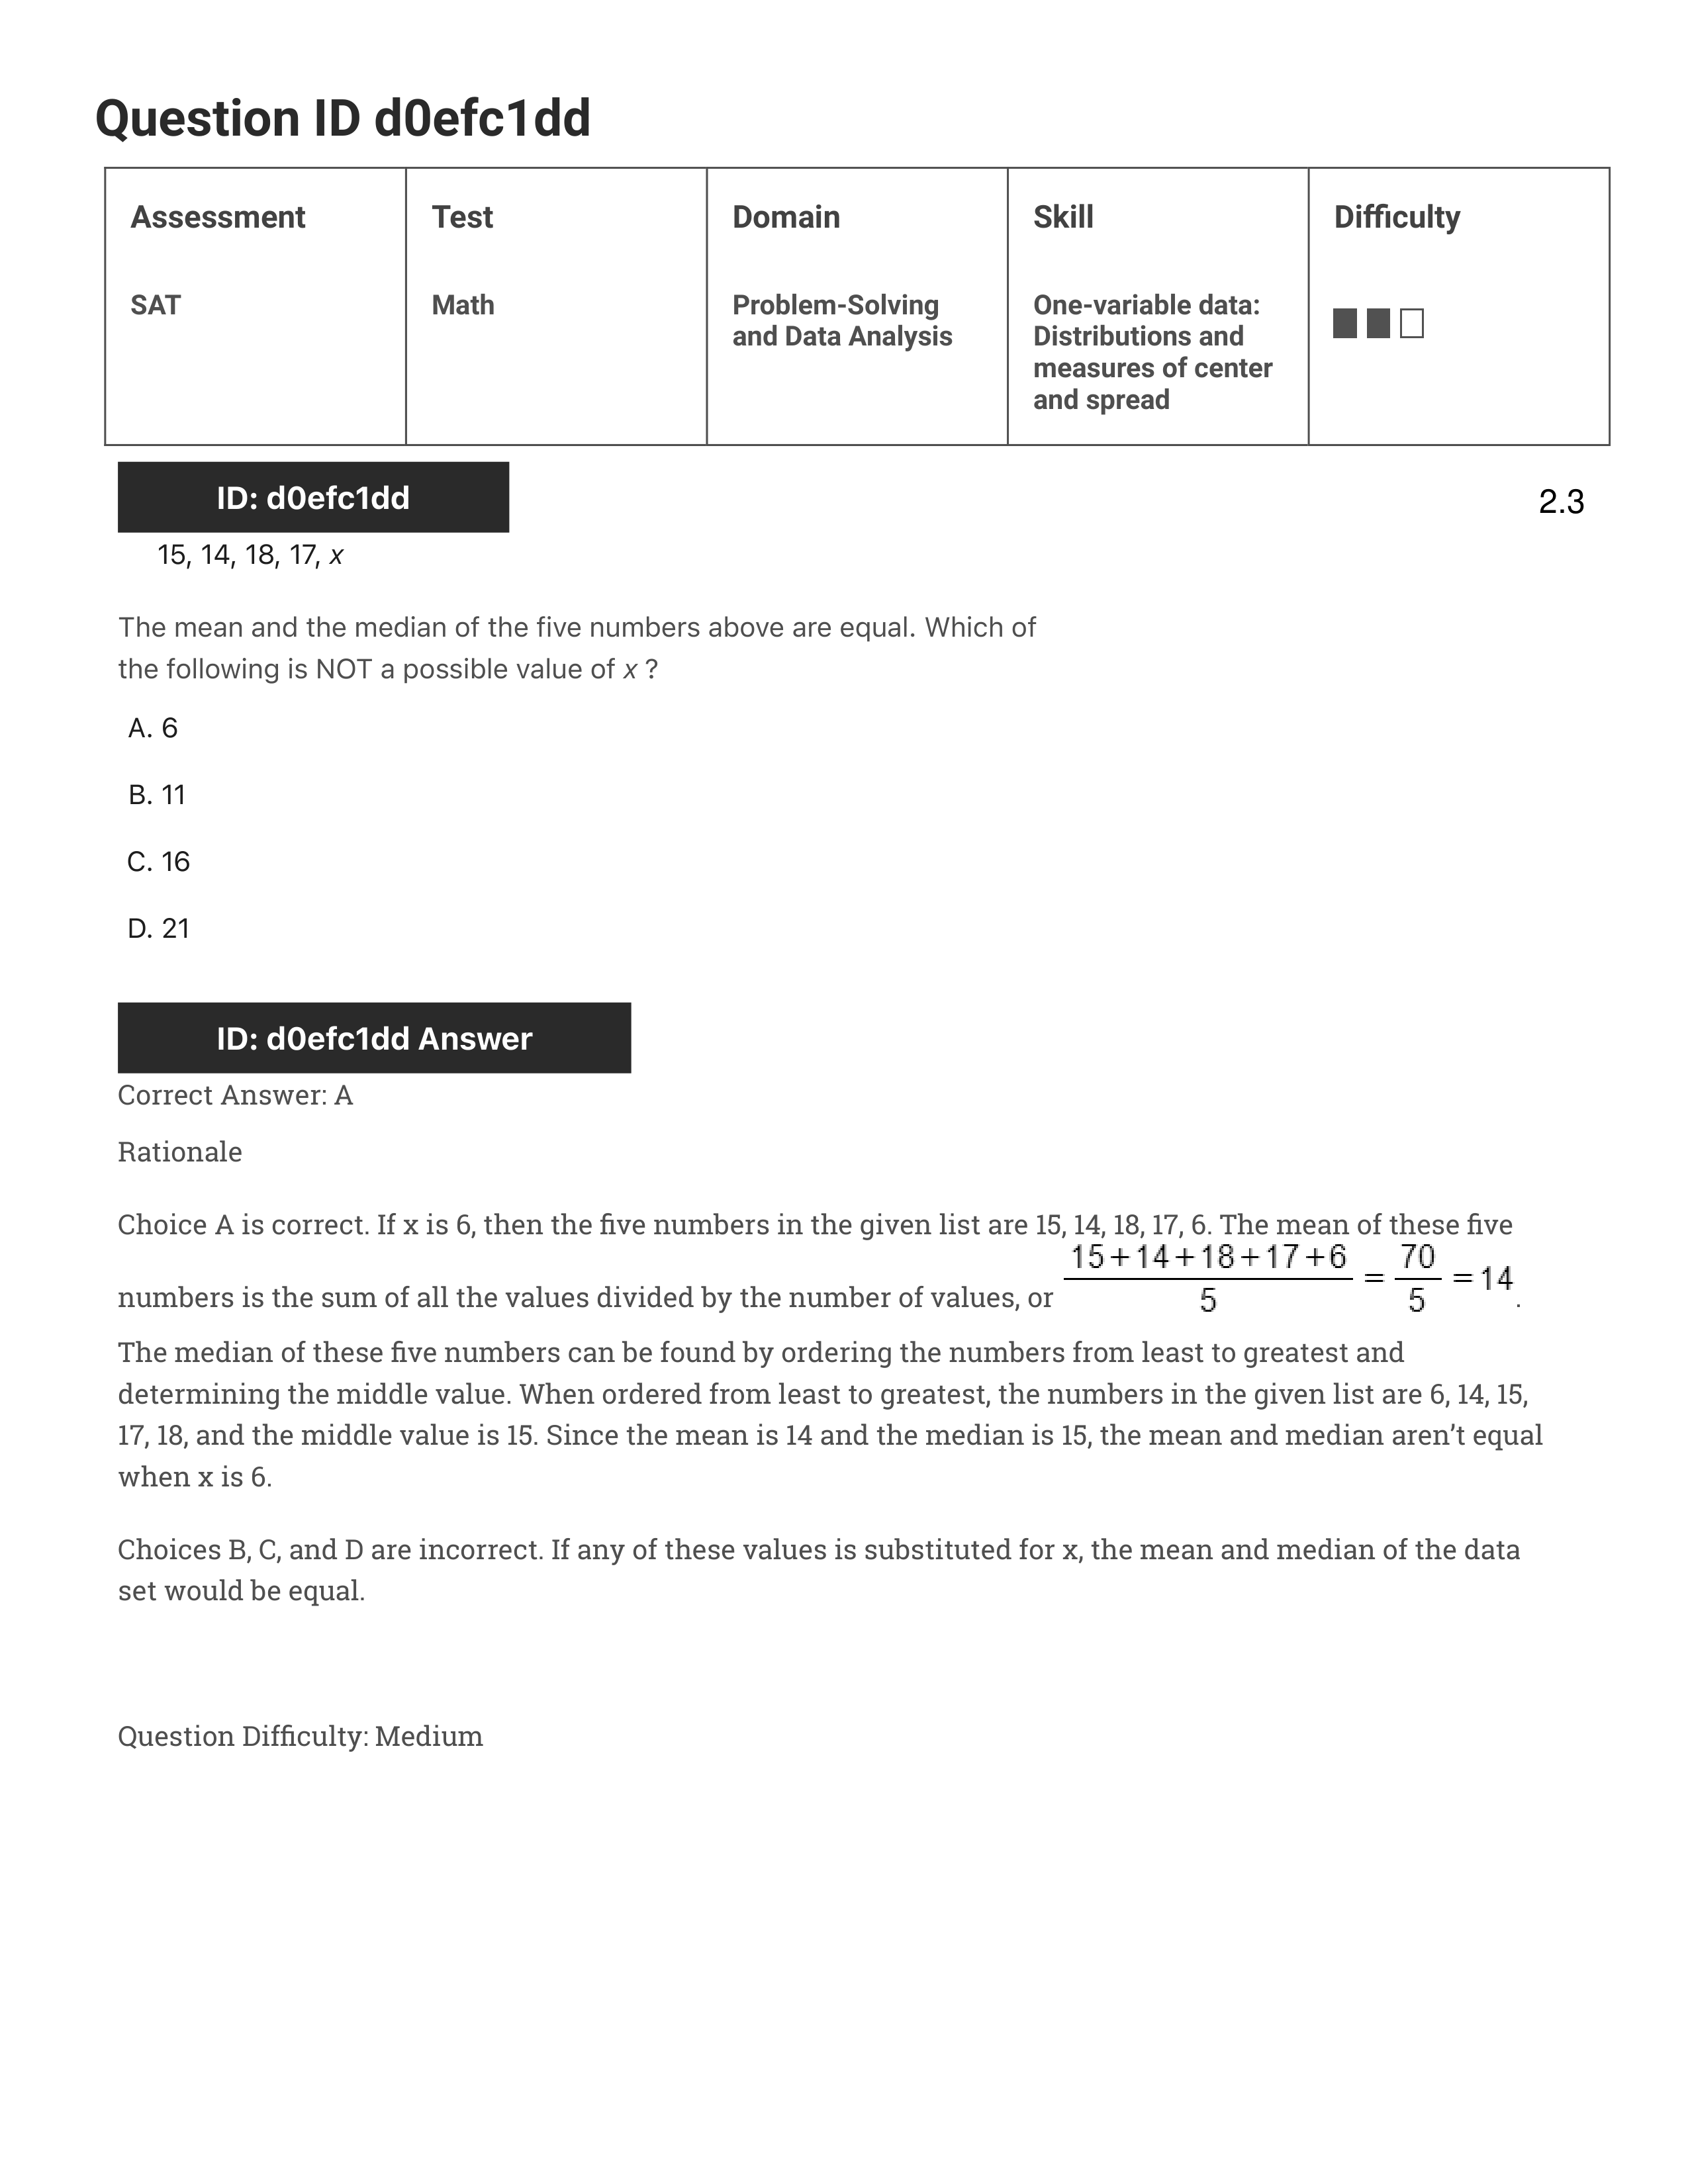 Question ID d0efc1dd
Assessment
Test
Domain
Skill
Difficulty
SAT
Math
Problem-Solving
and Data Analysis
One-variable data:
Distributions and
measures of center
and spread
ID: d0efc1dd
2.3
15, 14, 18, 17, x
The mean and the median of the five numbers above are equal. Which of
the following is NOT a possible value of x ?
A. 6
B. 11
C. 16
D. 21
ID: d0efc1dd Answer
Correct Answer: A
Rationale
Choice A is correct. If x is 6, then the five numbers in the given list are 15, 14, 18, 17, 6. The mean of these five
numbers is the sum of all the values divided by the number of values, or (15+14+18+17+6)/5 = 70/5 = 14.
The median of these five numbers can be found by ordering the numbers from least to greatest and
determining the middle value. When ordered from least to greatest, the numbers in the given list are 6, 14, 15,
17, 18, and the middle value is 15. Since the mean is 14 and the median is 15, the mean and median aren’t equal
when x is 6.
Choices B, C, and D are incorrect. If any of these values is substituted for x, the mean and median of the data
set would be equal.
Question Difficulty: Medium